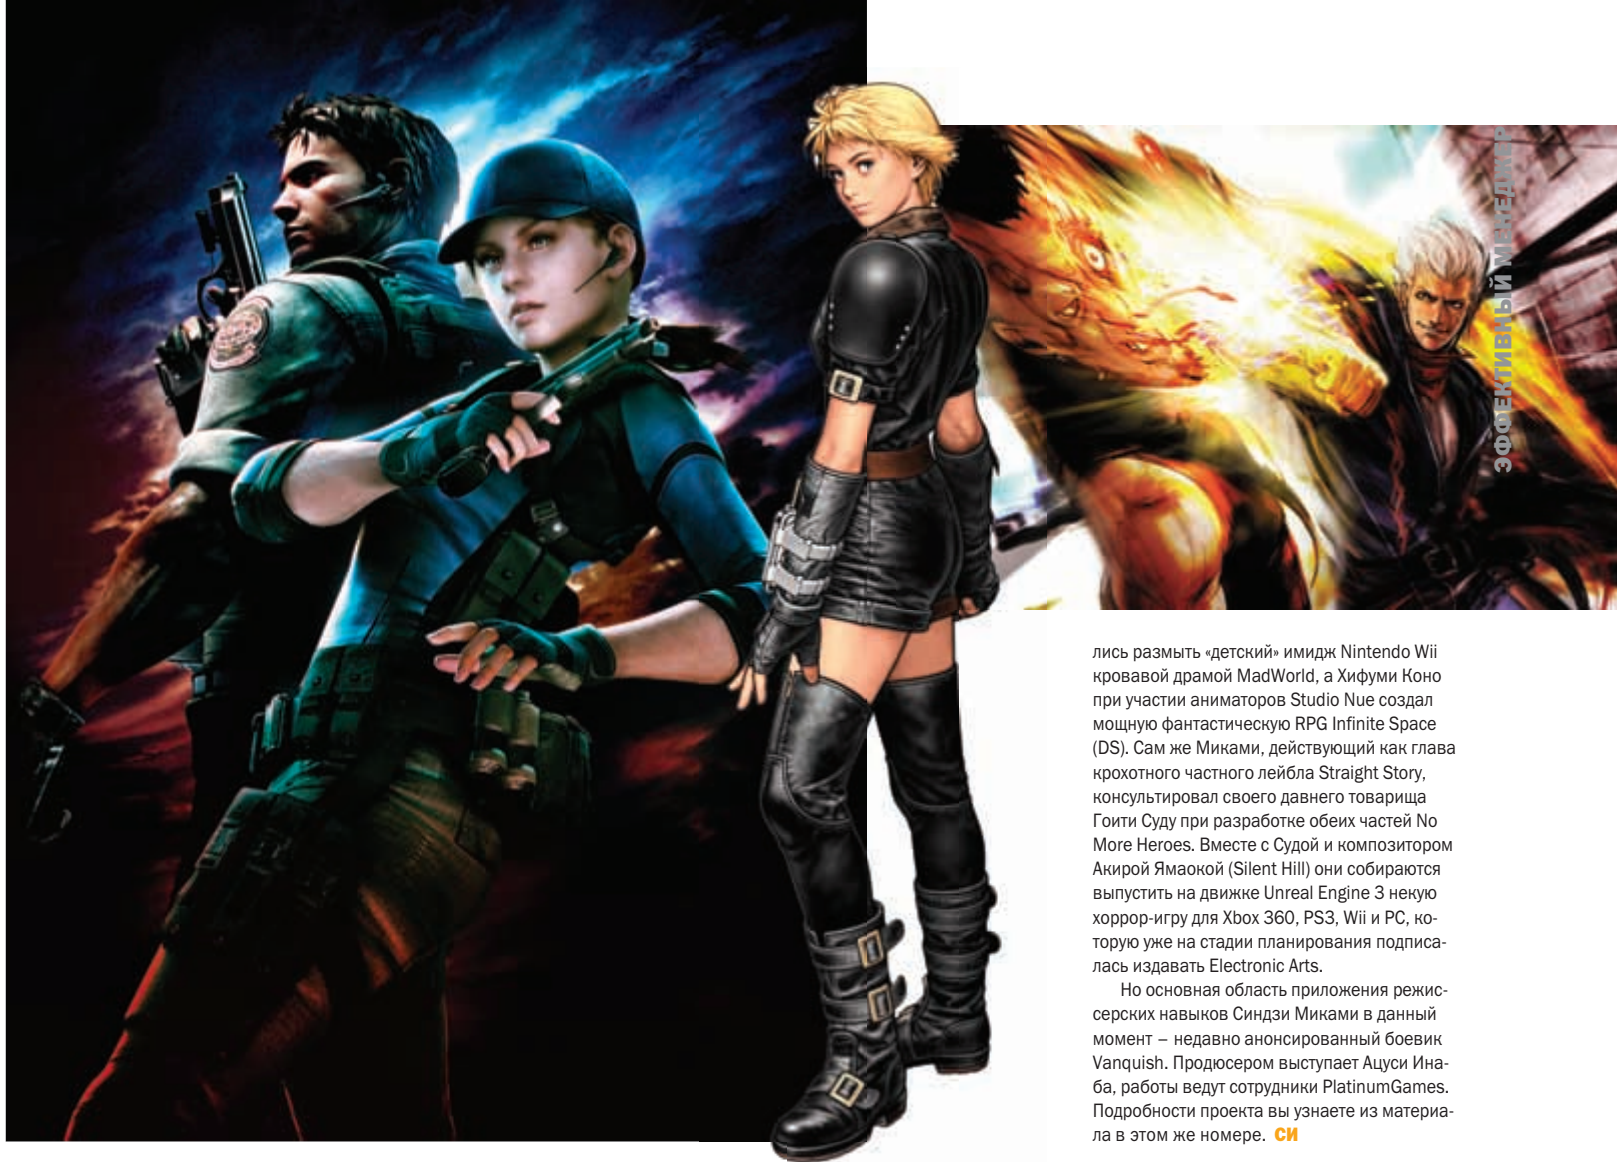 ЭФФЕКТИВНЫЙ МЕНЕДЖЕР
лись размыть «детский» имидж Nintendo Wii
кровавой драмой MadWorld, а Хифуми Коно
при участии аниматоров Studio Nue создал
мощную фантастическую RPG Infinite Space
(DS). Сам же Миками, действующий как глава
крохотного частного лейбла Straight Story,
консультировал своего давнего товарища
Гоити Суду при разработке обеих частей No
More Heroes. Вместе с Судой и композитором
Акирой Ямаокой (Silent Hill) они собираются
выпустить на движке Unreal Engine 3 некую
хоррор-игру для Xbox 360, PS3, Wii и PC, ко-
торую уже на стадии планирования подписа-
лась издавать Electronic Arts.
Но основная область приложения режис-
серских навыков Синдзи Миками в данный
момент – недавно анонсированный боевик
Vanquish. Продюсером выступает Ацуси Ина-
ба, работы ведут сотрудники PlatinumGames.
Подробности проекта вы узнаете из материа-
ла в этом же номере. СИ